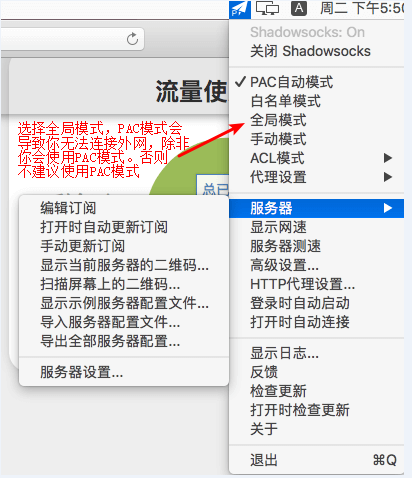 周二 下午5:50
Shadowsocks: On
关闭 Shadowsocks
PAC自动模式
白名单模式
全局模式
手动模式
ACL模式
代理设置
服务器
显示网速
服务器测速
高级设置...
HTTP代理设置...
登录时自动启动
打开时自动连接
显示日志...
反馈
检查更新
打开时检查更新
关于
退出 ⌘Q
流量使
选择全局模式，PAC模式会
导致你无法连接外网，除非
你会使用PAC模式。否则
不建议使用PAC模式
总已
编辑订阅
打开时自动更新订阅
手动更新订阅
显示当前服务器的二维码...
扫描屏幕上的二维码...
显示示例服务器配置文件...
导入服务器配置文件...
导出全部服务器配置...
服务器设置...